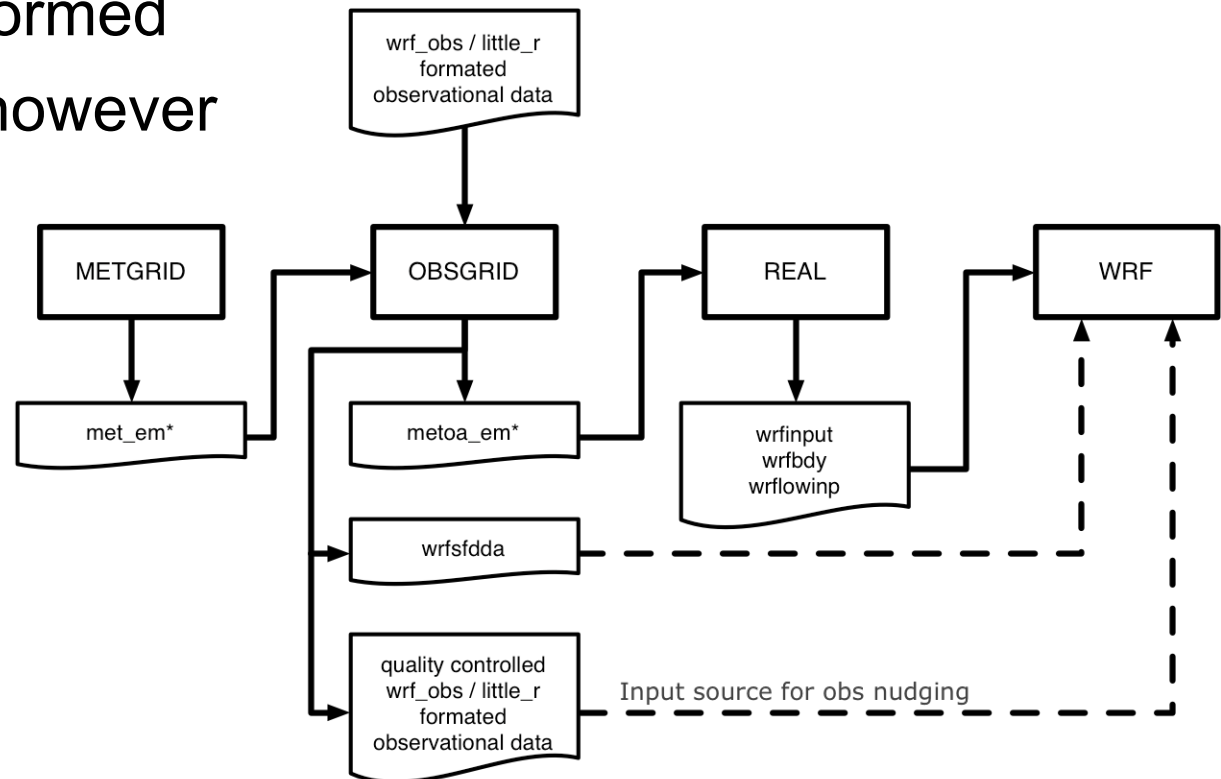 ormed
however
wrf_obs / little_r
formated
observational data
METGRID
OBSGRID
REAL
WRF
met_em*
metoa_em*
wrfinput
wrfbdy
wrflowinp
wrfsfdda
quality controlled
wrf_obs / little_r
formated
observational data
Input source for obs nudging